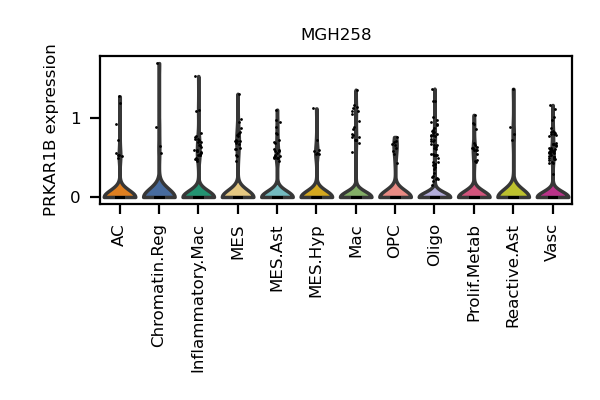 MGH258
PRKAR1B expression
1
0
AC
Chromatin.Reg
Inflammatory.Mac
MES
MES.Ast
MES.Hyp
Mac
OPC
Oligo
Prolif.Metab
Reactive.Ast
Vasc